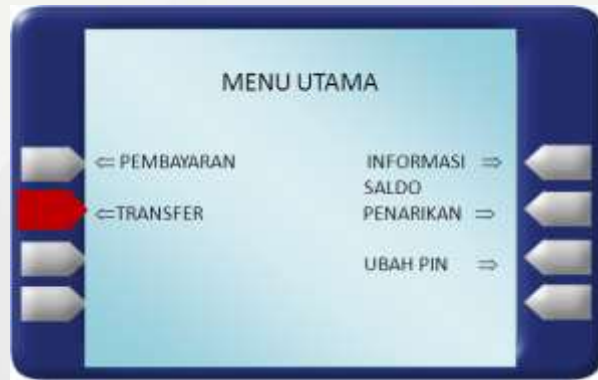 MENU UTAMA
⇐ PEMBAYARAN
INFORMASI ⇒
SALDO
⇐TRANSFER
PENARIKAN ⇒
UBAH PIN ⇒